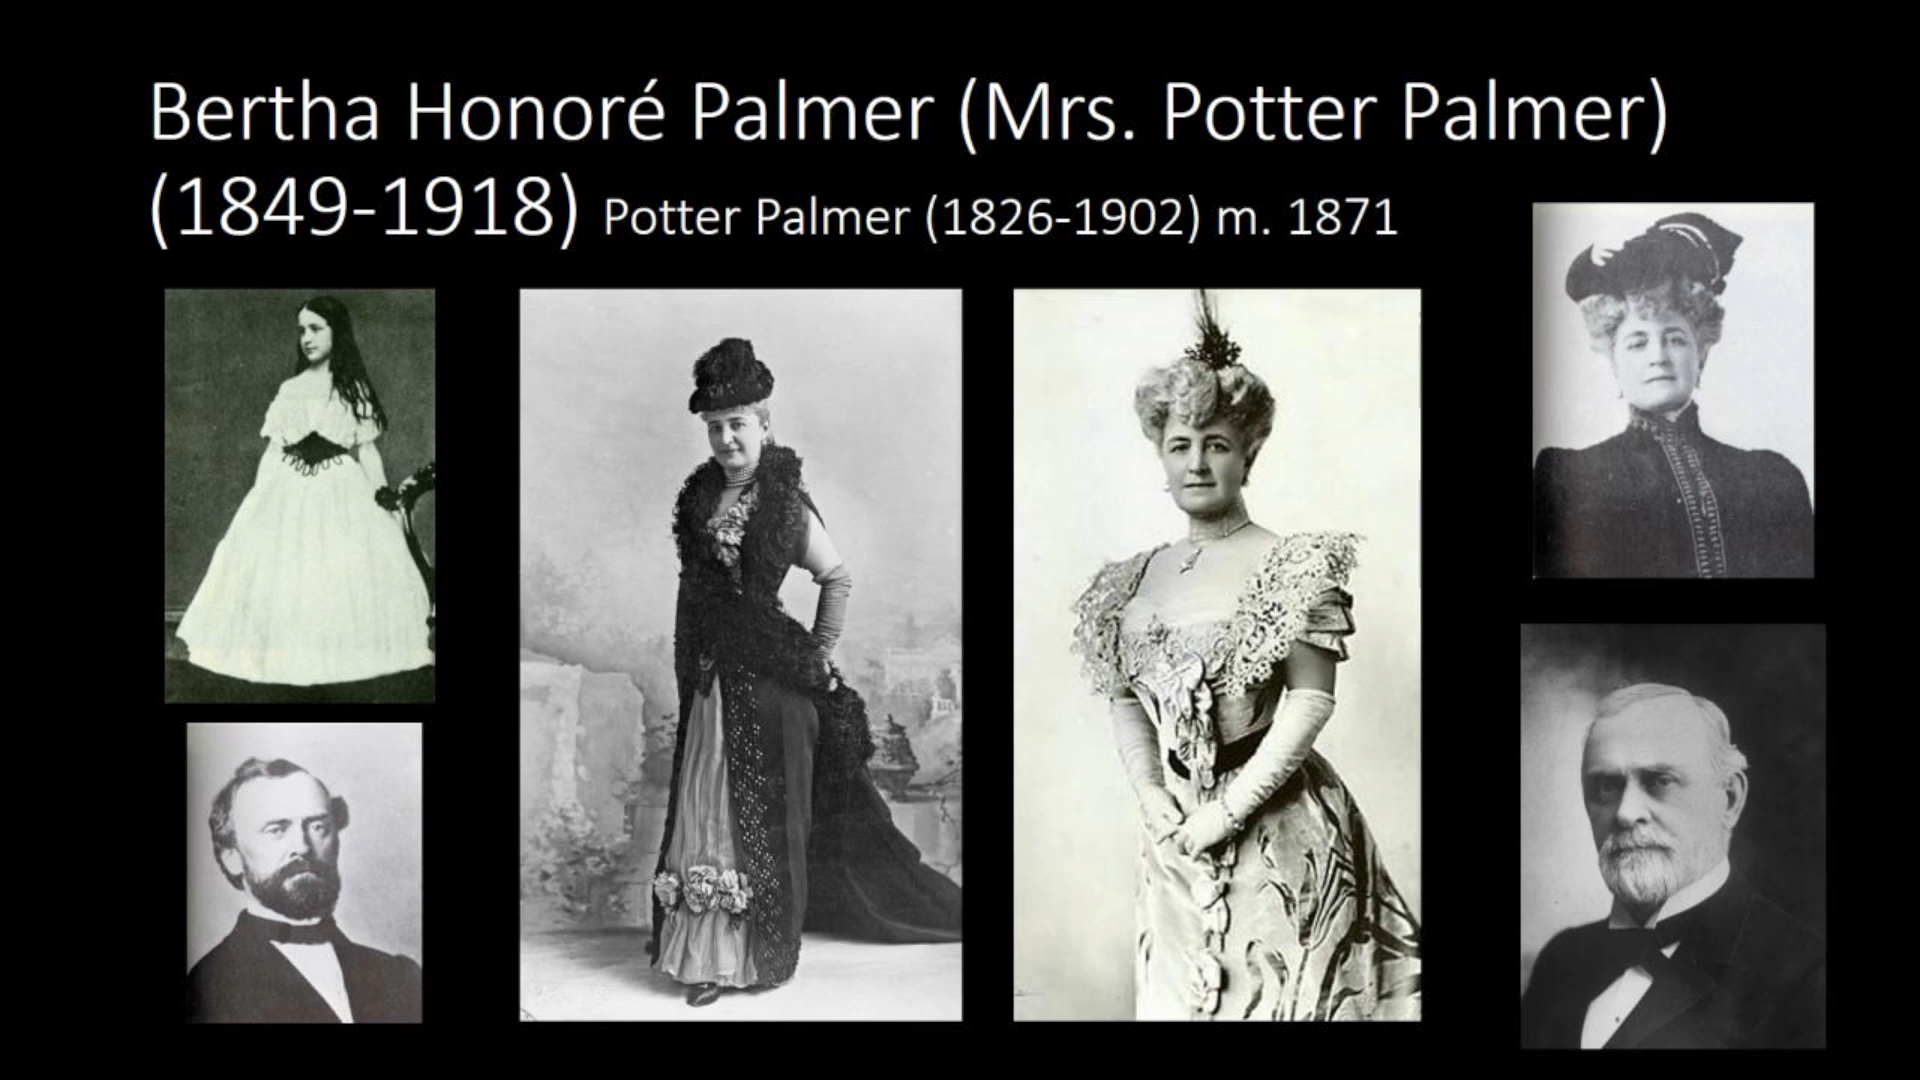 Bertha Honoré Palmer (Mrs. Potter Palmer)
(1849-1918) Potter Palmer (1826-1902) m. 1871